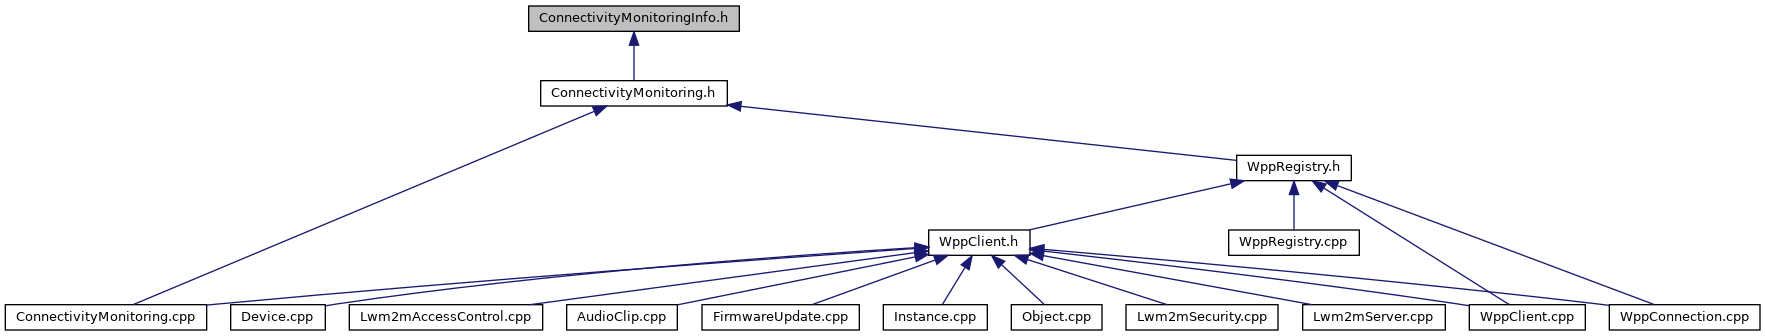 ConnectivityMonitoringInfo.h
ConnectivityMonitoring.h
WppRegistry.h
WppClient.h
WppRegistry.cpp
ConnectivityMonitoring.cpp
Device.cpp
Lwm2mAccessControl.cpp
AudioClip.cpp
FirmwareUpdate.cpp
Instance.cpp
Object.cpp
Lwm2mSecurity.cpp
Lwm2mServer.cpp
WppClient.cpp
WppConnection.cpp